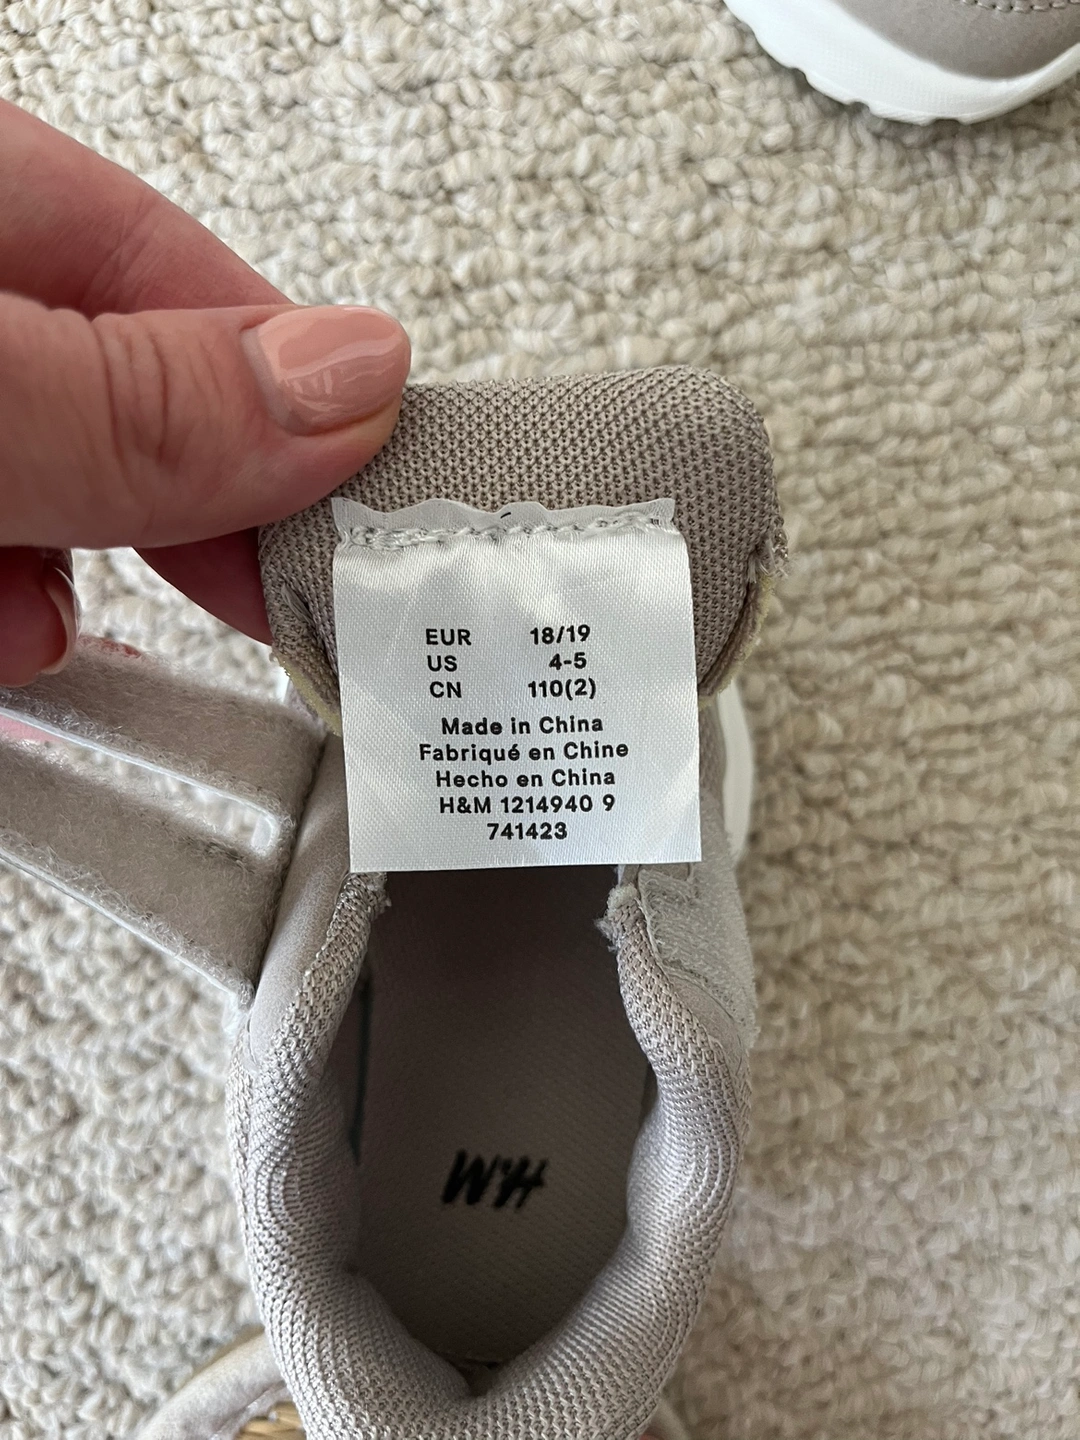 EUR 18/19
US 4-5
CN 110(2)
Made in China
Fabriqué en Chine
Hecho en China
H&M 1214940 9
741423
H&M